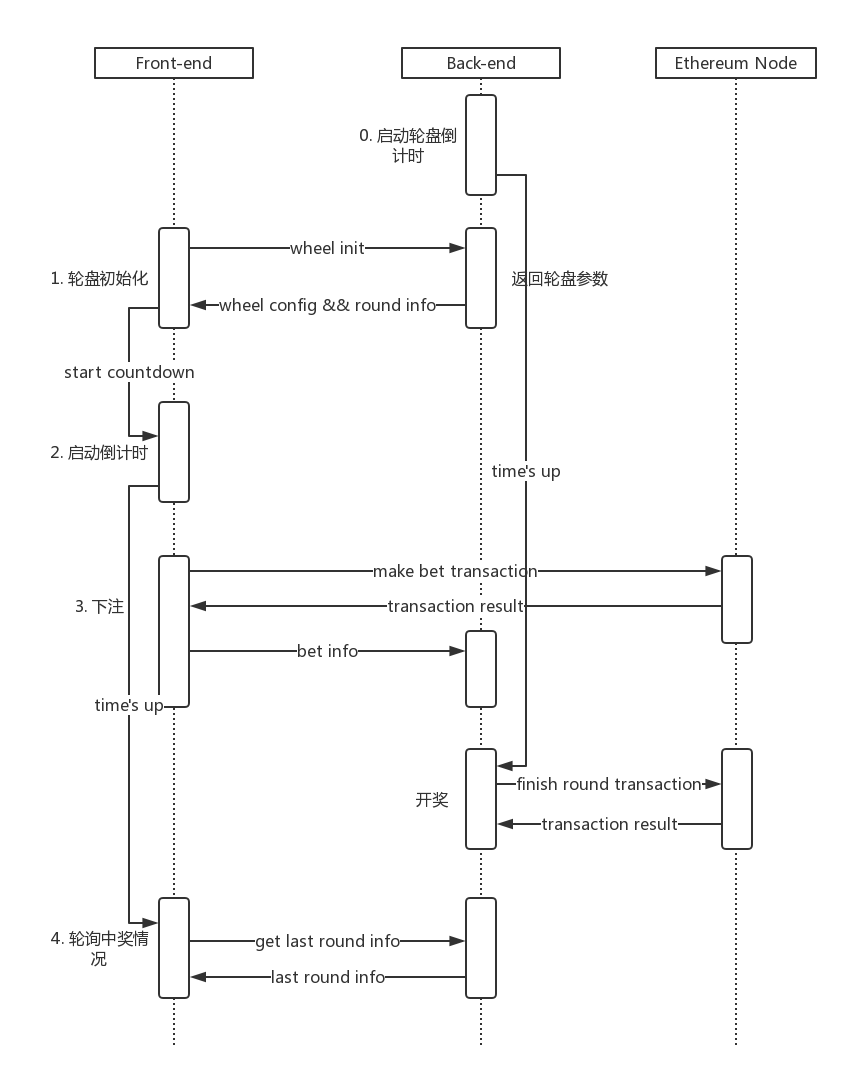 Front-end
Back-end
Ethereum Node
0. 启动轮盘倒
计时
wheel init
1. 轮盘初始化
返回轮盘参数
wheel config && round info
start countdown
2. 启动倒计时
time's up
make bet transaction
3. 下注
transaction result
bet info
time's up
finish round transaction
开奖
transaction result
4. 轮询中奖情
况
get last round info
last round info